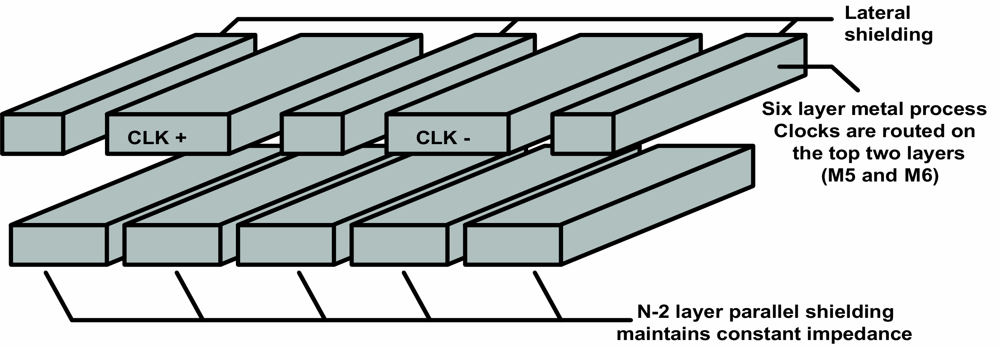 Lateral
shielding
CLK +
CLK -
Six layer metal process
Clocks are routed on
the top two layers
(M5 and M6)
N-2 layer parallel shielding
maintains constant impedance